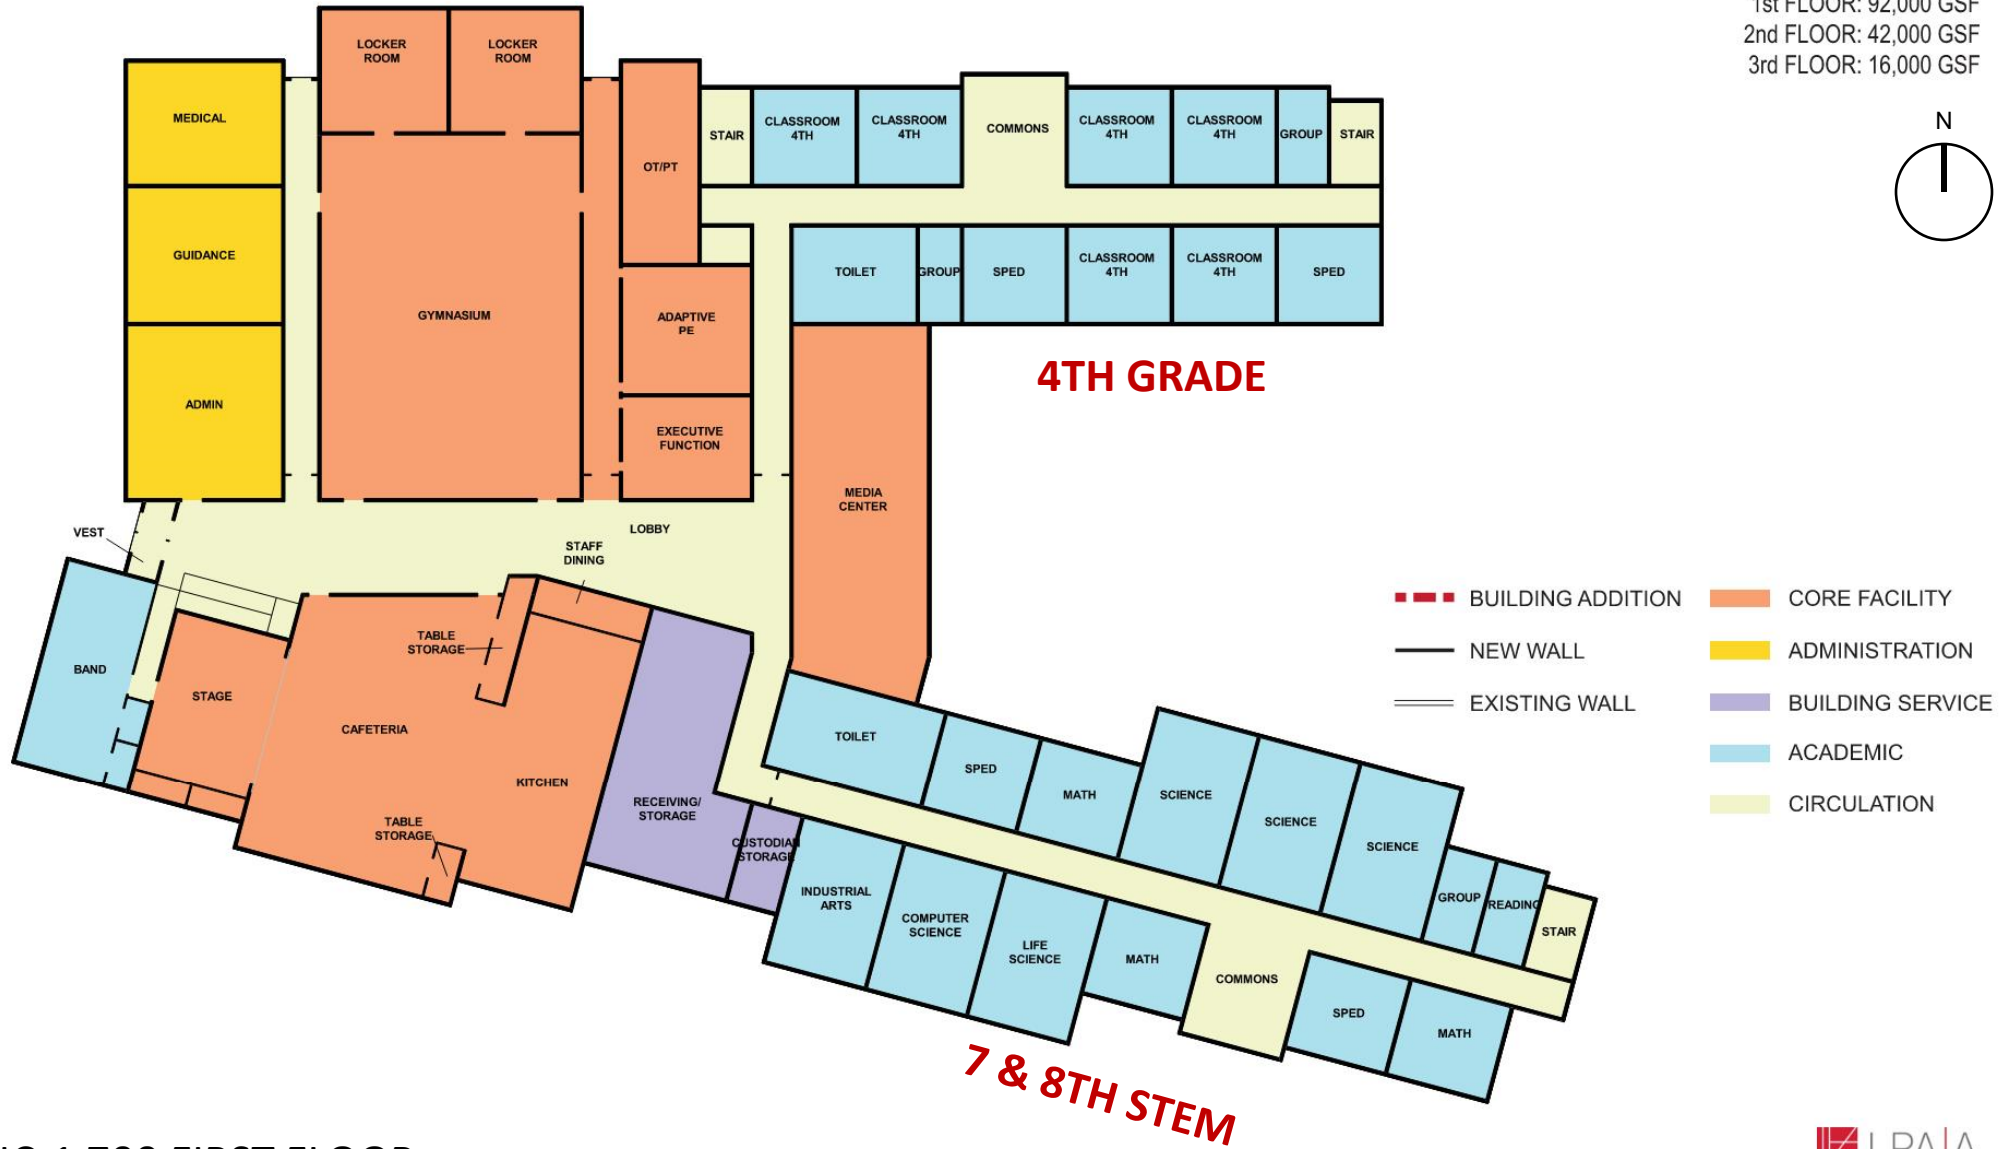 1st FLOOR: 92,000 GSF
2nd FLOOR: 42,000 GSF
3rd FLOOR: 16,000 GSF
N
LOCKER
ROOM
LOCKER
ROOM
MEDICAL
STAIR
CLASSROOM
4TH
CLASSROOM
4TH
COMMONS
CLASSROOM
4TH
CLASSROOM
4TH
GROUP
STAIR
OT/PT
GUIDANCE
TOILET
GROUP
SPED
CLASSROOM
4TH
CLASSROOM
4TH
SPED
GYMNASIUM
ADAPTIVE
PE
4TH GRADE
ADMIN
EXECUTIVE
FUNCTION
MEDIA
CENTER
VEST
LOBBY
STAFF
DINING
BAND
STAGE
TABLE
STORAGE
CAFETERIA
KITCHEN
TABLE
STORAGE
RECEIVING/
STORAGE
CUSTODIAN
STORAGE
TOILET
SPED
MATH
SCIENCE
SCIENCE
SCIENCE
GROUP
READING
STAIR
INDUSTRIAL
ARTS
COMPUTER
SCIENCE
LIFE
SCIENCE
MATH
COMMONS
SPED
MATH
7 & 8TH STEM
BUILDING ADDITION
NEW WALL
EXISTING WALL
CORE FACILITY
ADMINISTRATION
BUILDING SERVICE
ACADEMIC
CIRCULATION
FIRST FLOOR